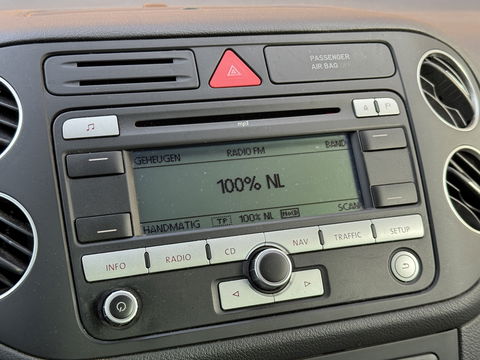 PASSENGER
AIR BAG
mp3
GEHEUGEN RADIO FM BAND
100% NL
HANDMATIG TP 100% NL SCAN
INFO RADIO CD NAV TRAFFIC SETUP